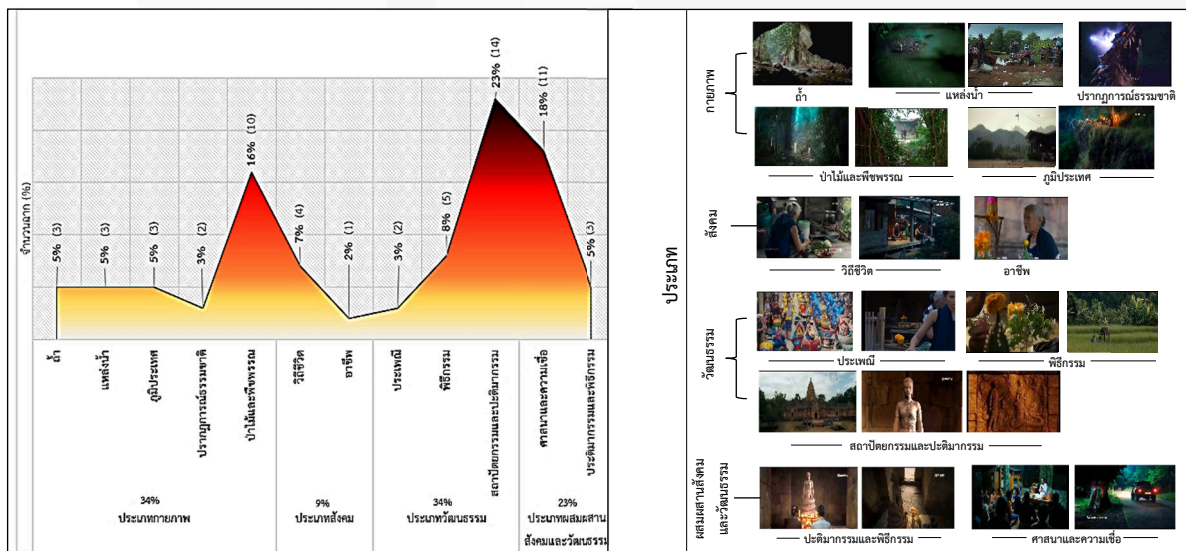 จำนวนฉาก (%)
5% (3)
5% (3)
5% (3)
3% (2)
16% (10)
7% (4)
2% (1)
3% (2)
8% (5)
23% (14)
18% (11)
5% (3)
ถ้ำ
แหล่งน้ำ
ภูมิประเทศ
ปรากฏการณ์ธรรมชาติ
ป่าไม้และพืชพรรณ
วิถีชีวิต
อาชีพ
ประเพณี
พิธีกรรม
สถาปัตยกรรมและปะติมากรรม
ศาสนาและความเชื่อ
ประติมากรรมและพิธีกรรม
34%
ประเภทกายภาพ
9%
ประเภทสังคม
34%
ประเภทวัฒนธรรม
23%
ประเภทผสมผสาน
สังคมและวัฒนธรรม
ประเภท
กายภาพ
ถ้ำ
แหล่งน้ำ
ปรากฏการณ์ธรรมชาติ
ป่าไม้และพืชพรรณ
ภูมิประเทศ
สังคม
วิถีชีวิต
อาชีพ
วัฒนธรรม
ประเพณี
พิธีกรรม
สถาปัตยกรรมและปะติมากรรม
ผสมผสานสังคม
และวัฒนธรรม
ปะติมากรรมและพิธีกรรม
ศาสนาและความเชื่อ